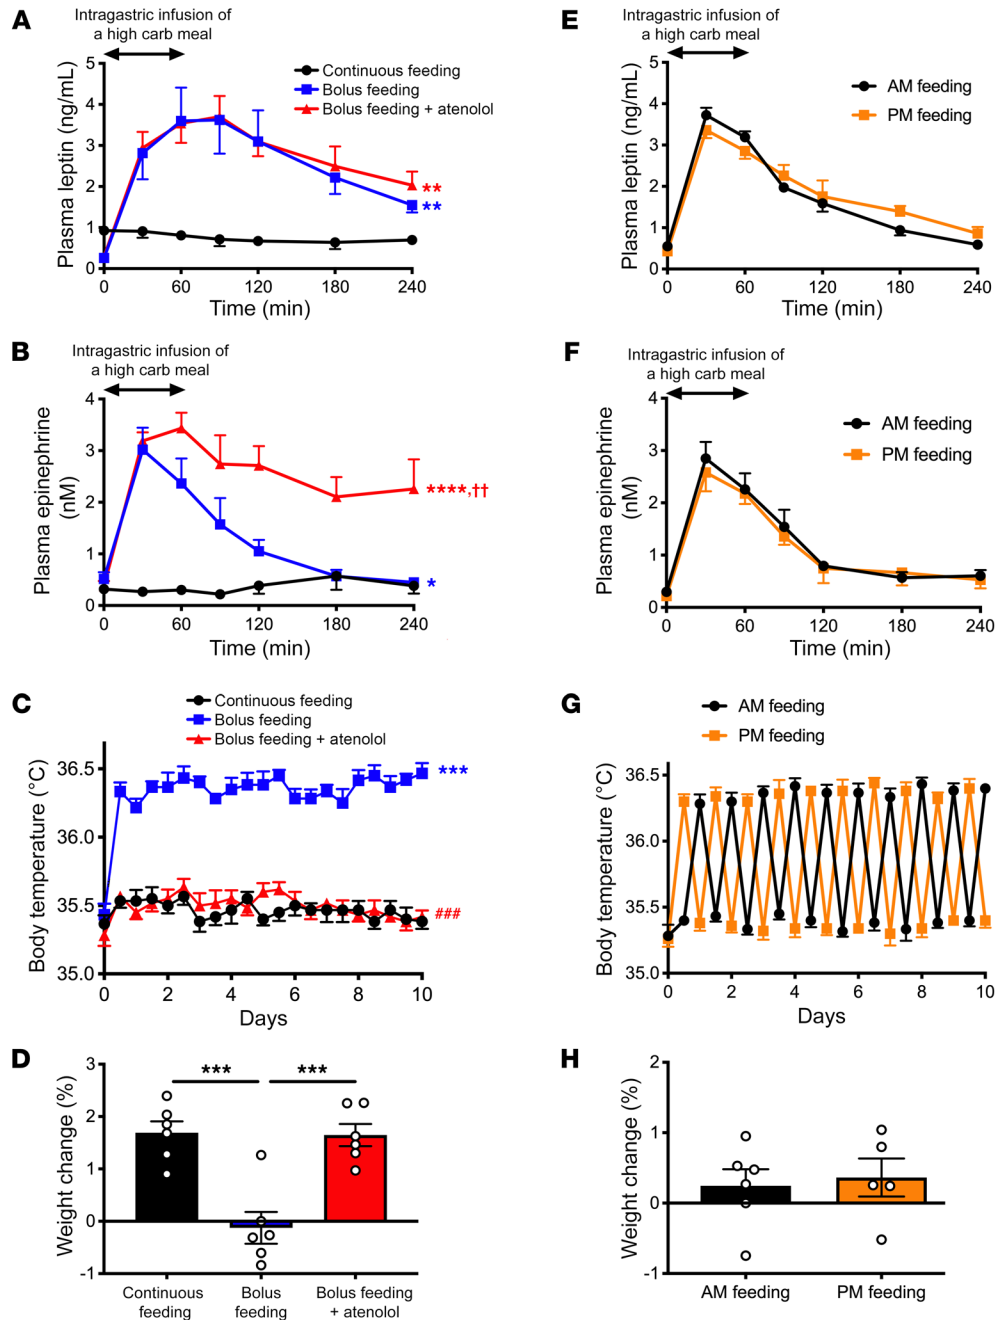 A
Intragastric infusion of
a high carb meal
Plasma leptin (ng/mL)
5
4
3
2
1
0
Continuous feeding
Bolus feeding
Bolus feeding + atenolol
**
**
0 60 120 180 240
Time (min)
B
Intragastric infusion of
a high carb meal
Plasma epinephrine
(nM)
4
3
2
1
0
****,††
*
0 60 120 180 240
Time (min)
C
Continuous feeding
Bolus feeding
Bolus feeding + atenolol
Body temperature (°C)
36.5
36.0
35.5
35.0
***
###
0 2 4 6 8 10
Days
D
Weight change (%)
3
2
1
0
-1
*** ***
Continuous
feeding
Bolus
feeding
Bolus feeding
+ atenolol
E
Intragastric infusion of
a high carb meal
Plasma leptin (ng/mL)
5
4
3
2
1
0
AM feeding
PM feeding
0 60 120 180 240
Time (min)
F
Intragastric infusion of
a high carb meal
Plasma epinephrine
(nM)
4
3
2
1
0
AM feeding
PM feeding
0 60 120 180 240
Time (min)
G
AM feeding
PM feeding
Body temperature (°C)
36.5
36.0
35.5
35.0
0 2 4 6 8 10
Days
H
Weight change (%)
2
1
0
-1
AM feeding
PM feeding